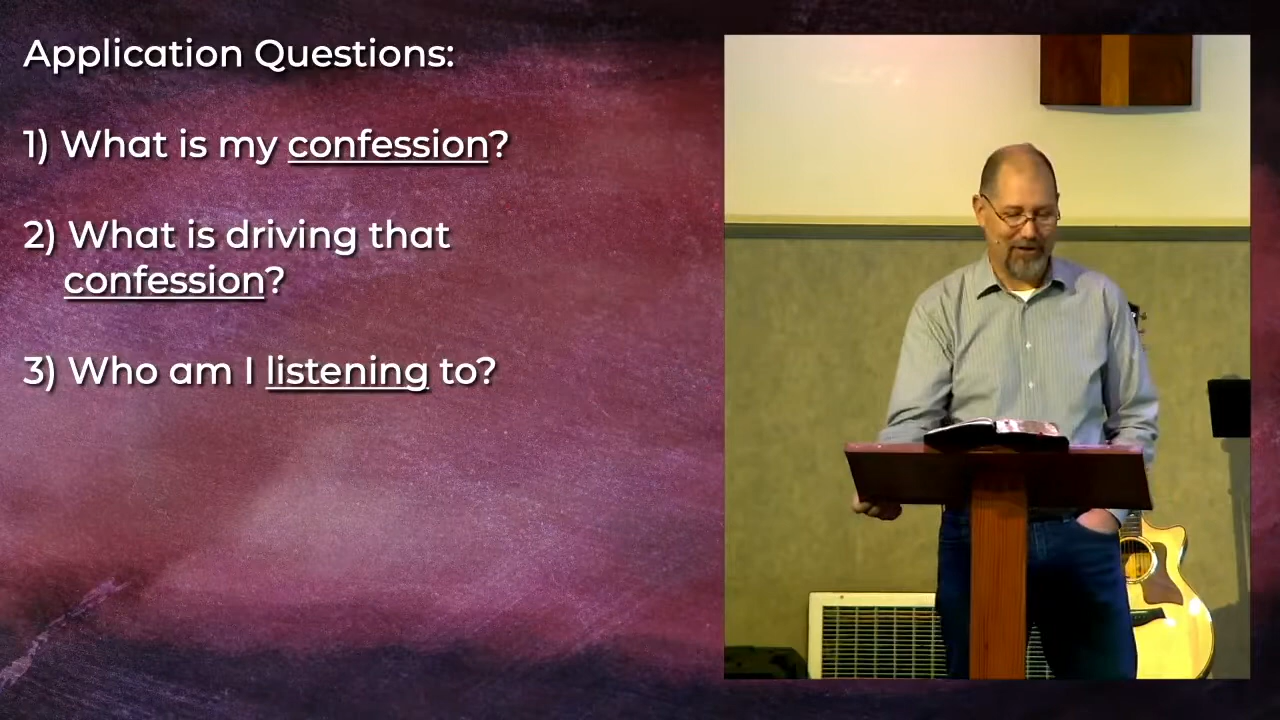 Application Questions:
1) What is my confession?
2) What is driving that
confession?
3) Who am I listening to?